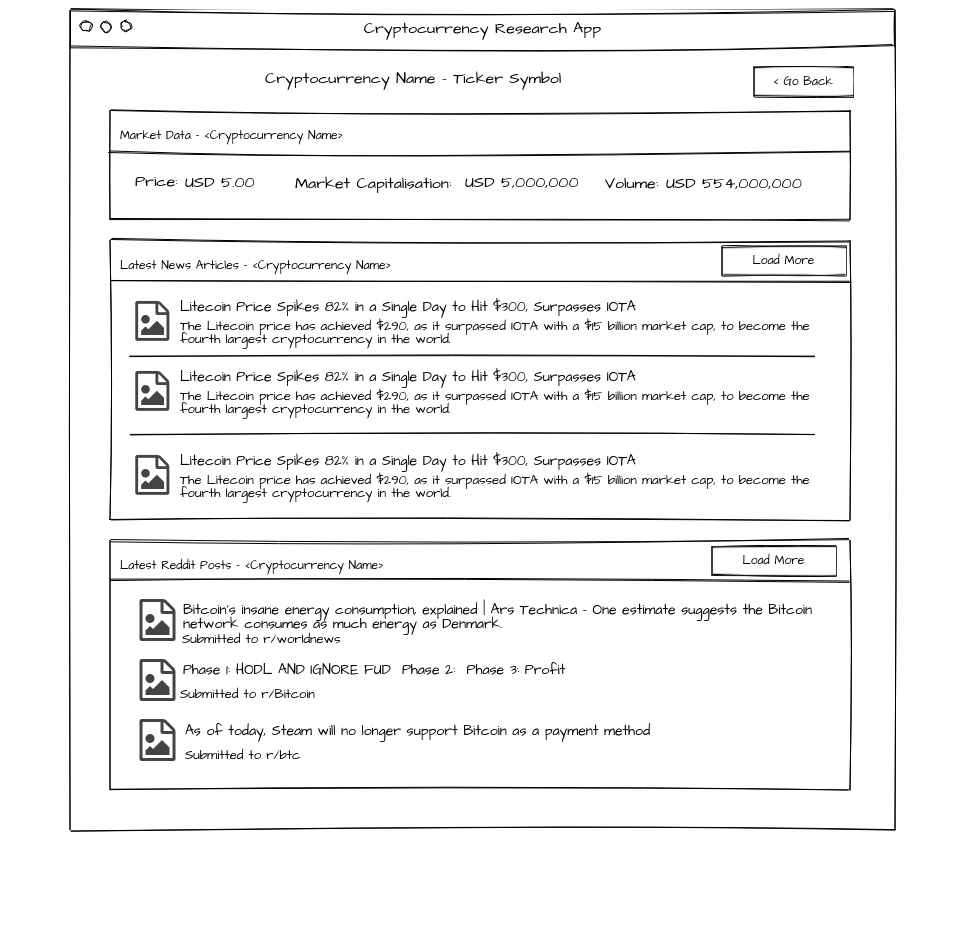 Cryptocurrency Research App
Cryptocurrency Name - Ticker Symbol
< Go Back
Market Data - <Cryptocurrency Name>
Price: USD 5.00 Market Capitalisation: USD 5,000,000 Volume: USD 554,000,000
Latest News Articles - <Cryptocurrency Name>
Load More
Litecoin Price Spikes 82% in a Single Day to Hit $300, Surpasses IOTA
The Litecoin price has achieved $290, as it surpassed IOTA with a $15 billion market cap, to become the
fourth largest cryptocurrency in the world.
Litecoin Price Spikes 82% in a Single Day to Hit $300, Surpasses IOTA
The Litecoin price has achieved $290, as it surpassed IOTA with a $15 billion market cap, to become the
fourth largest cryptocurrency in the world.
Litecoin Price Spikes 82% in a Single Day to Hit $300, Surpasses IOTA
The Litecoin price has achieved $290, as it surpassed IOTA with a $15 billion market cap, to become the
fourth largest cryptocurrency in the world.
Latest Reddit Posts - <Cryptocurrency Name>
Load More
Bitcoin's insane energy consumption, explained | Ars Technica - One estimate suggests the Bitcoin
network consumes as much energy as Denmark.
Submitted to r/worldnews
Phase 1: HODL AND IGNORE FUD Phase 2: Phase 3: Profit
Submitted to r/Bitcoin
As of today, Steam will no longer support Bitcoin as a payment method
Submitted to r/btc